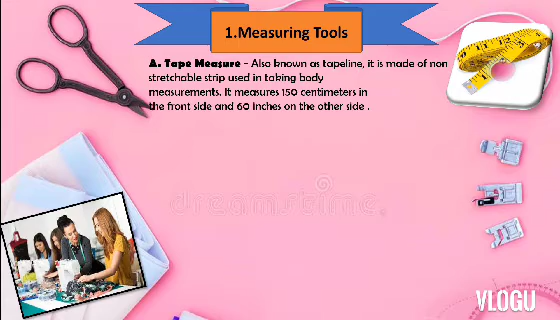 1.Measuring Tools
A. Tape Measure - Also known as tapeline, it is made of non
stretchable strip used in taking body
measurements. It measures 150 centimeters in
the front side and 60 inches on the other side .
dreamstime.
VLOGU